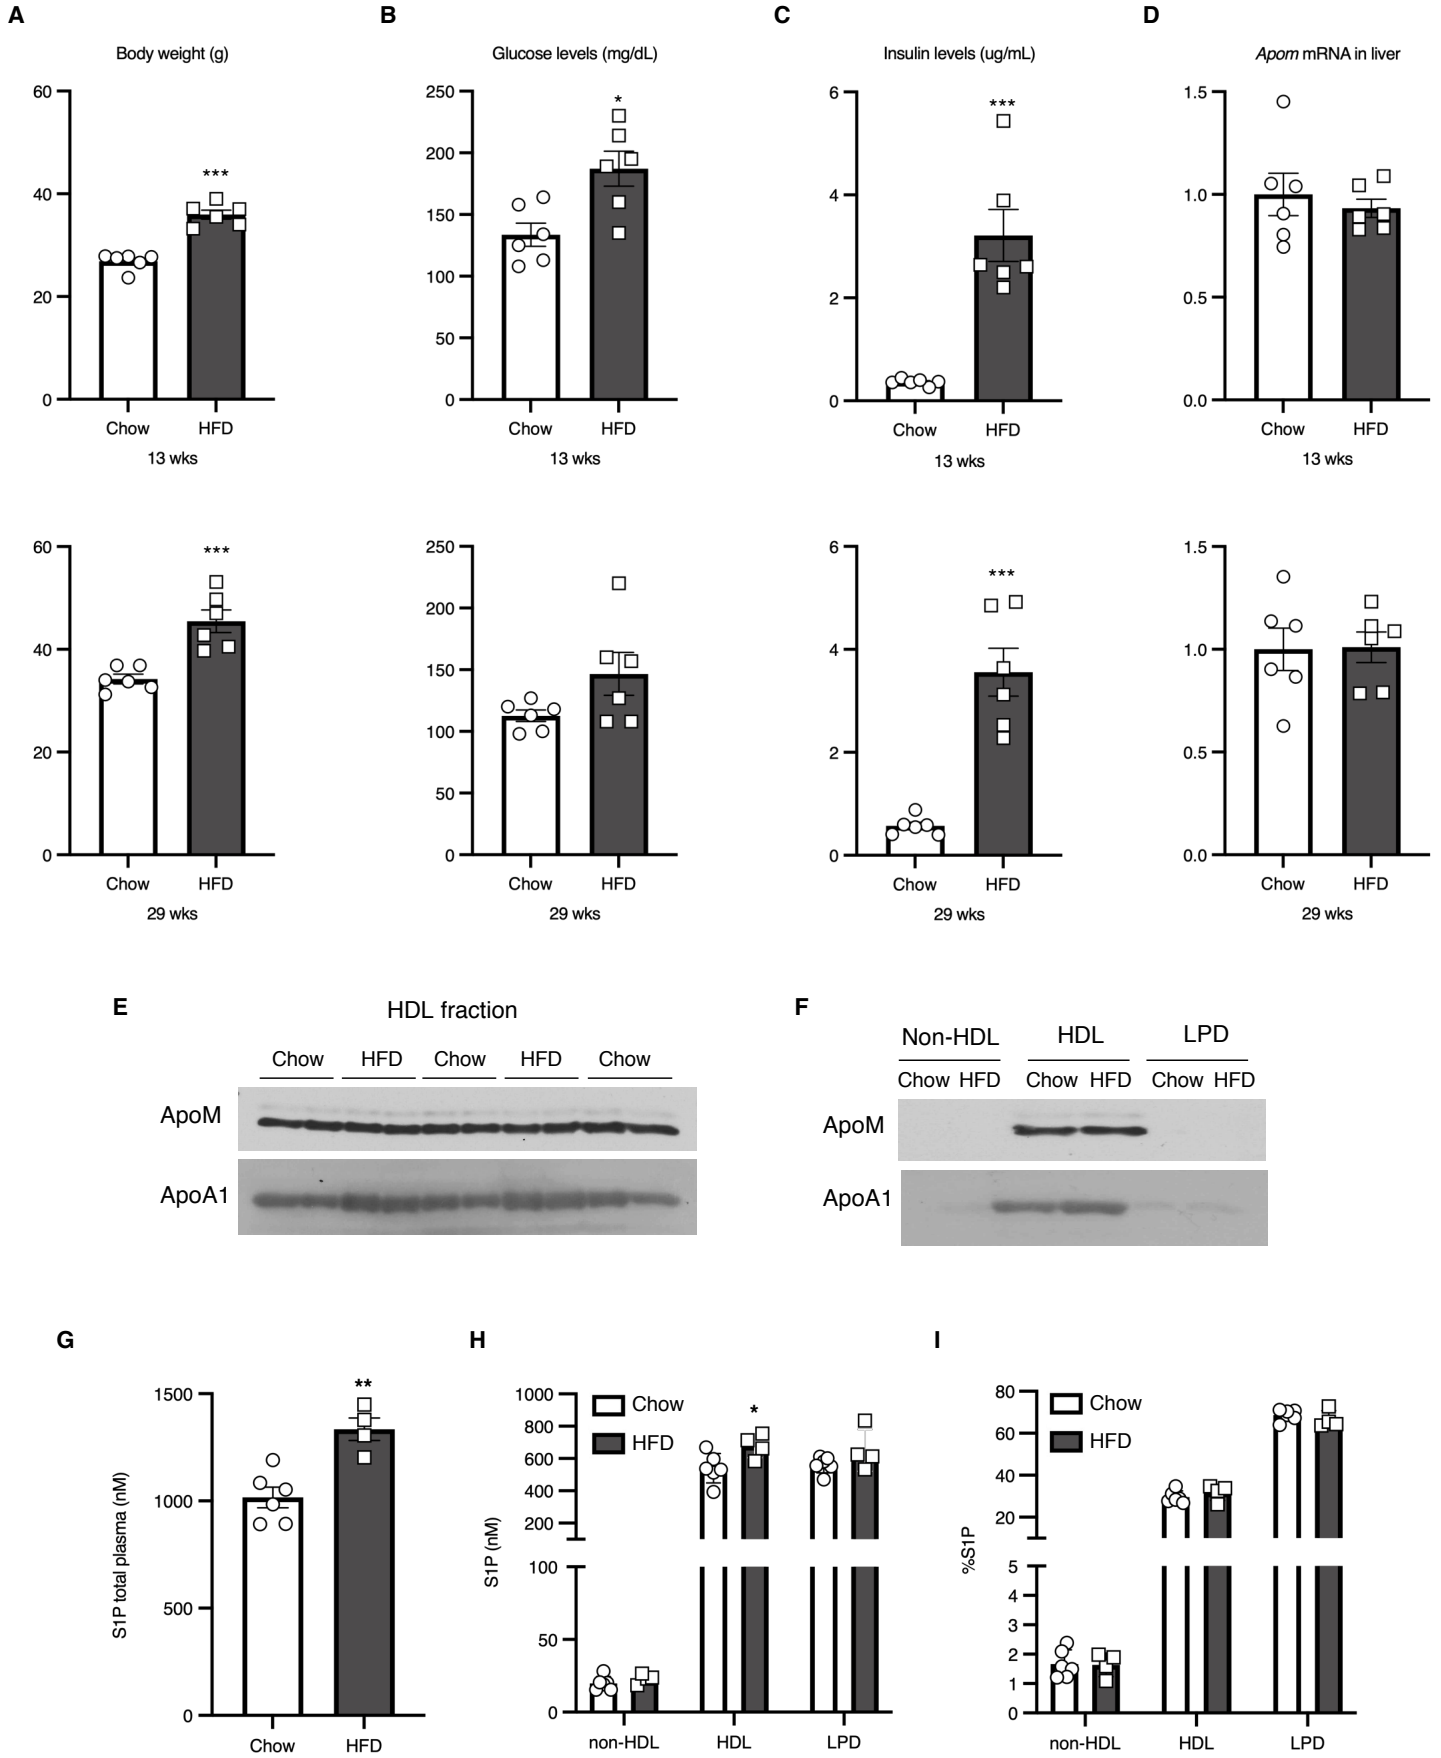 A
B
C
D
Body weight (g)
Glucose levels (mg/dL)
Insulin levels (ug/mL)
Apom mRNA in liver
60
40
20
0
***
Chow
HFD
13 wks
250
200
150
100
50
0
*
Chow
HFD
13 wks
6
4
2
0
***
Chow
HFD
13 wks
1.5
1.0
0.5
0.0
Chow
HFD
13 wks
60
40
20
0
***
Chow
HFD
29 wks
250
200
150
100
50
0
Chow
HFD
29 wks
6
4
2
0
***
Chow
HFD
29 wks
1.5
1.0
0.5
0.0
Chow
HFD
29 wks
E
HDL fraction
Chow HFD Chow HFD Chow
ApoM
ApoA1
F
Non-HDL HDL LPD
Chow HFD Chow HFD Chow HFD
ApoM
ApoA1
G
S1P total plasma (nM)
1500
1000
500
0
**
Chow
HFD
H
S1P (nM)
1000
800
600
400
200
100
50
0
Chow
HFD
*
non-HDL
HDL
LPD
I
%S1P
80
60
40
20
5
4
3
2
1
0
Chow
HFD
non-HDL
HDL
LPD